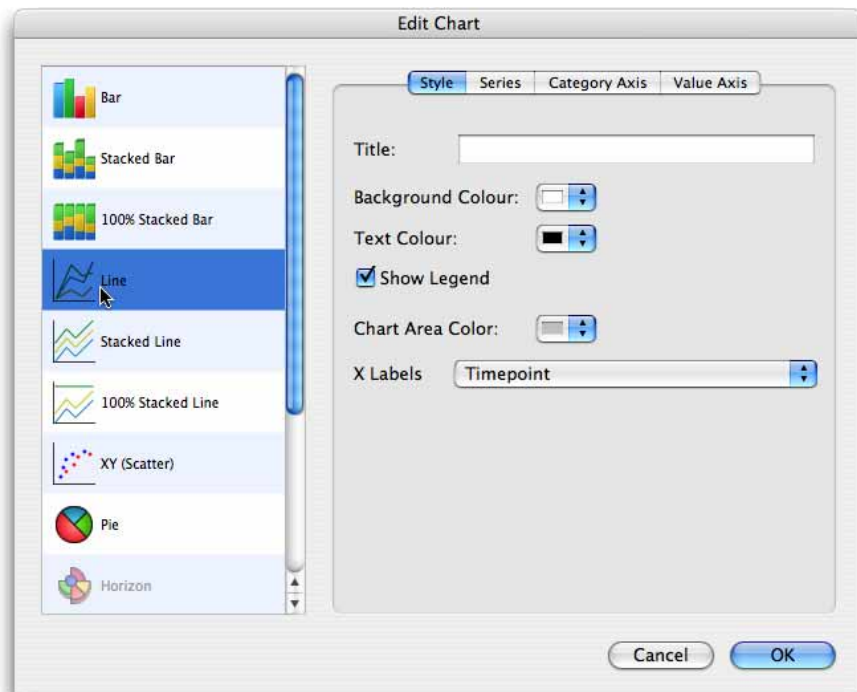 Edit Chart
Bar
Stacked Bar
100% Stacked Bar
Line
Stacked Line
100% Stacked Line
XY (Scatter)
Pie
Horizon
Style
Series
Category Axis
Value Axis
Title:
Background Colour:
Text Colour:
Show Legend
Chart Area Color:
X Labels
Timepoint
Cancel
OK